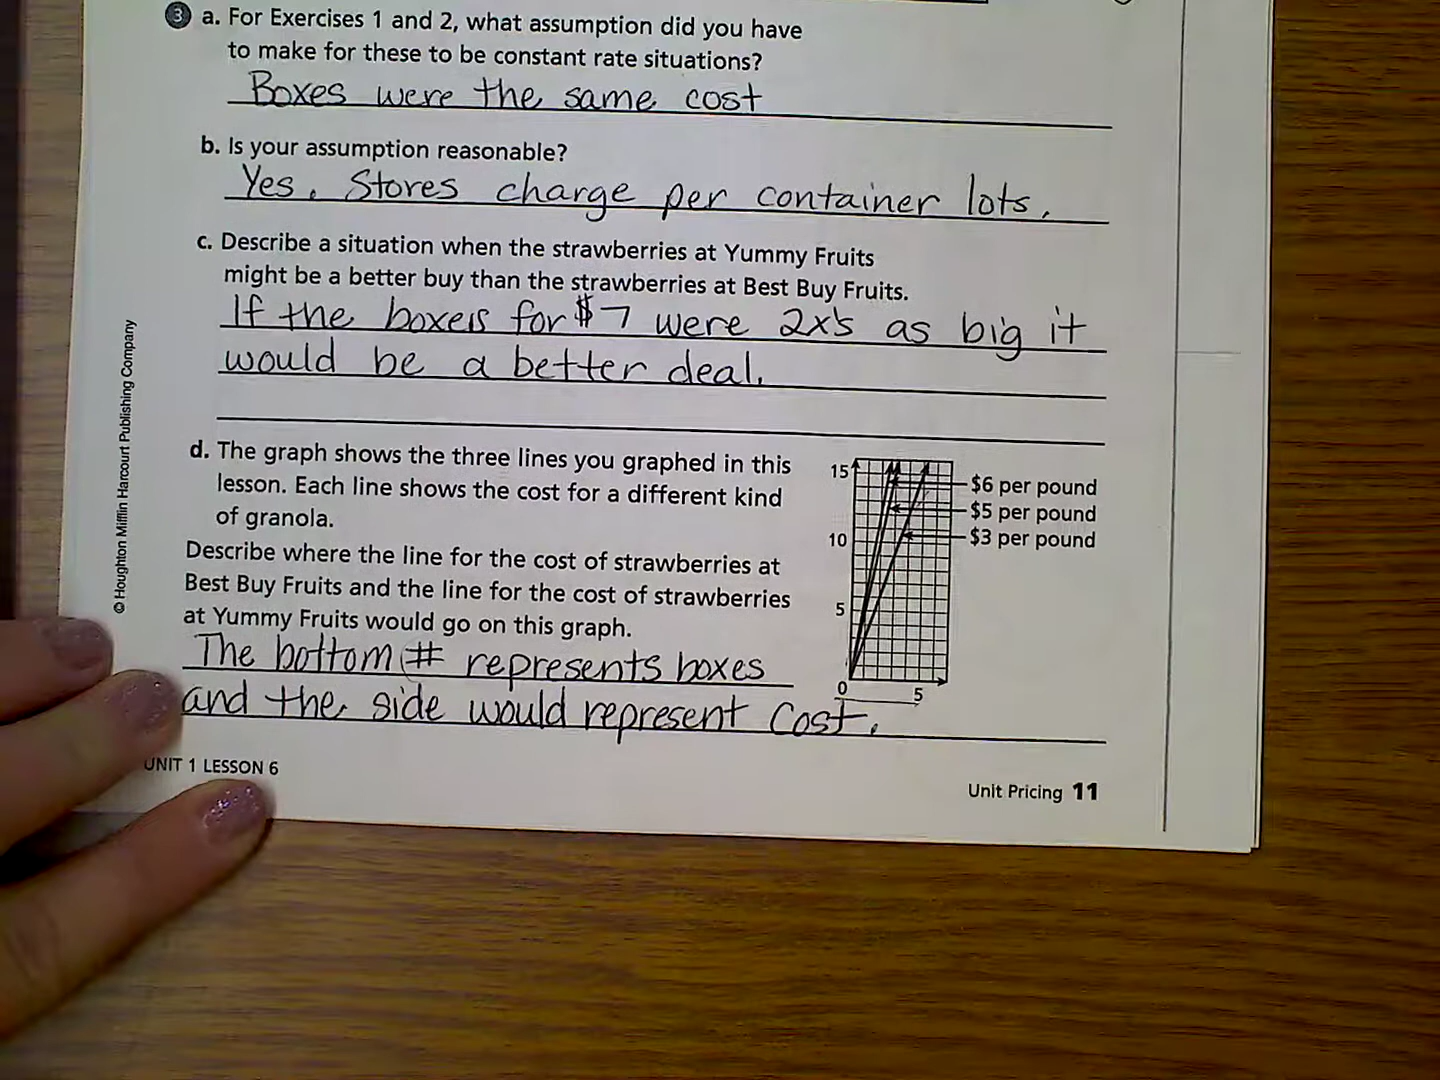 3 a. For Exercises 1 and 2, what assumption did you have
to make for these to be constant rate situations?
Boxes were the same cost
b. Is your assumption reasonable?
Yes. Stores charge per container lots.
c. Describe a situation when the strawberries at Yummy Fruits
might be a better buy than the strawberries at Best Buy Fruits.
If the boxes for $7 were 2x's as big it
would be a better deal.
d. The graph shows the three lines you graphed in this
lesson. Each line shows the cost for a different kind
of granola.
Describe where the line for the cost of strawberries at
Best Buy Fruits and the line for the cost of strawberries
at Yummy Fruits would go on this graph.
The bottom # represents boxes
and the side would represent cost.
15
10
5
0
5
$6 per pound
$5 per pound
$3 per pound
© Houghton Mifflin Harcourt Publishing Company
UNIT 1 LESSON 6
Unit Pricing 11